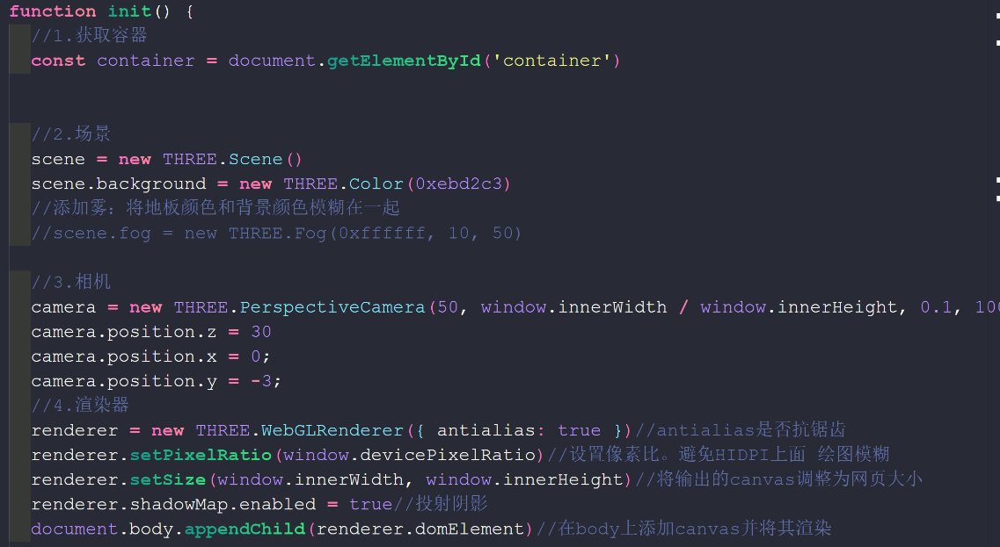 function init() {
//1.获取容器
const container = document.getElementById('container')
//2.场景
scene = new THREE.Scene()
scene.background = new THREE.Color(0xebd2c3)
//添加雾：将地板颜色和背景颜色模糊在一起
//scene.fog = new THREE.Fog(0xffffff, 10, 50)
//3.相机
camera = new THREE.PerspectiveCamera(50, window.innerWidth / window.innerHeight, 0.1,
camera.position.z = 30
camera.position.x = 0;
camera.position.y = -3;
//4.渲染器
renderer = new THREE.WebGLRenderer({ antialias: true })//antialias是否抗锯齿
renderer.setPixelRatio(window.devicePixelRatio)//设置像素比。避免HIDPI上面 绘图模糊
renderer.setSize(window.innerWidth, window.innerHeight)//将输出的canvas调整为网页大小
renderer.shadowMap.enabled = true//投射阴影
document.body.appendChild(renderer.domElement)//在body上添加canvas并将其渲染